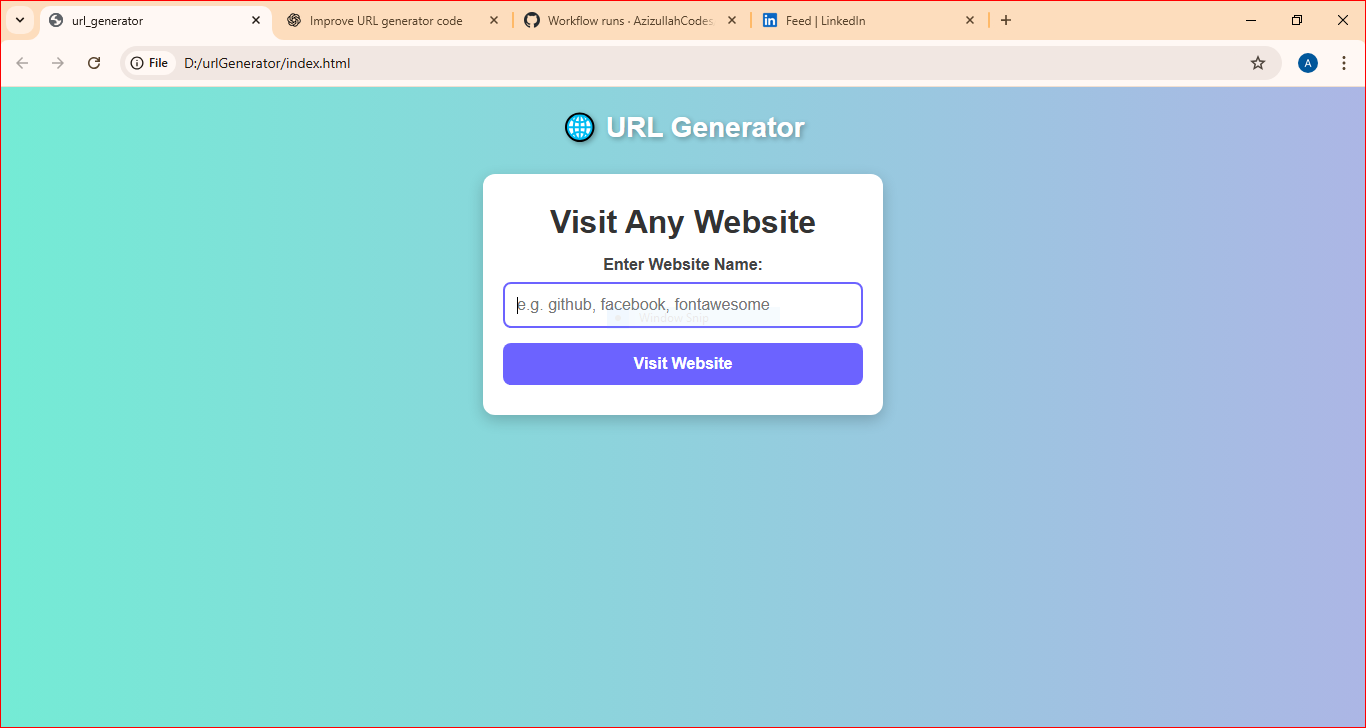 url_generator
Improve URL generator code
Workflow runs · AzizullahCodes
Feed | LinkedIn
File
D:/urlGenerator/index.html
A
URL Generator
Visit Any Website
Enter Website Name:
e.g. github, facebook, fontawesome
Window Snip
Visit Website